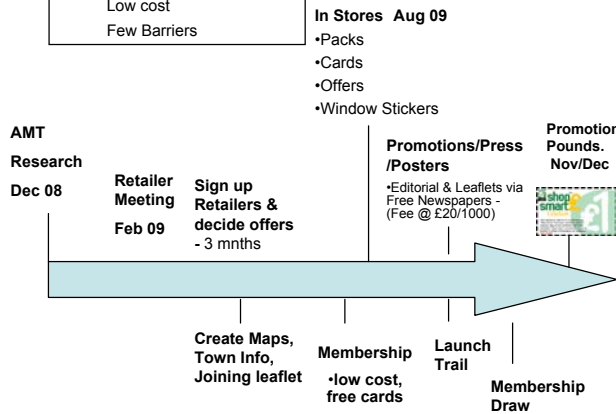 Low cost
Few Barriers
In Stores Aug 09
•Packs
•Cards
•Offers
•Window Stickers
AMT
Research
Dec 08
Retailer
Meeting
Feb 09
Sign up
Retailers &
decide offers
- 3 mnths
Promotions/Press
/Posters
•Editorial & Leaflets via
Free Newspapers -
(Fee @ £20/1000)
Promotion
Pounds.
Nov/Dec
shop
smart
£1
Create Maps,
Town Info,
Joining leaflet
Membership
•low cost,
free cards
Launch
Trail
Membership
Draw